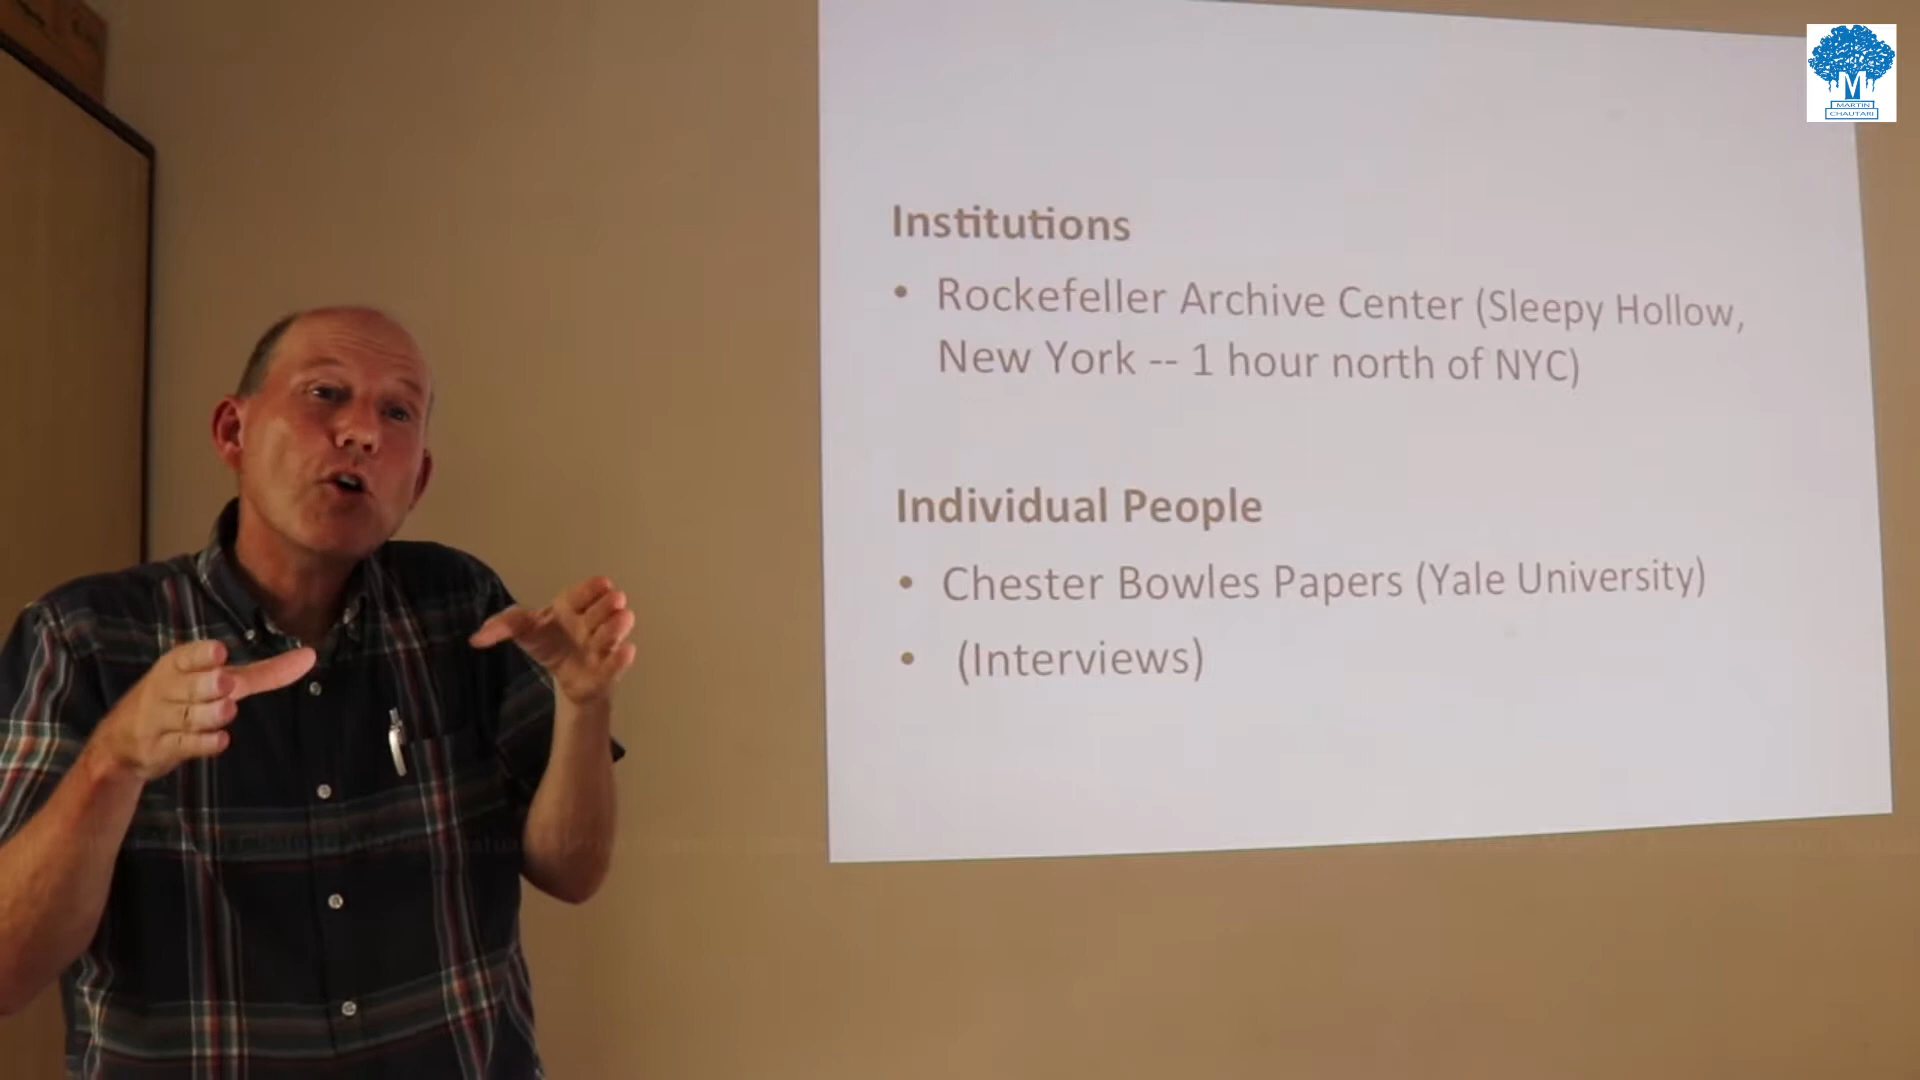 Institutions
• Rockefeller Archive Center (Sleepy Hollow,
New York -- 1 hour north of NYC)
Individual People
• Chester Bowles Papers (Yale University)
• (Interviews)
M
MARTIN
CHAUTARI